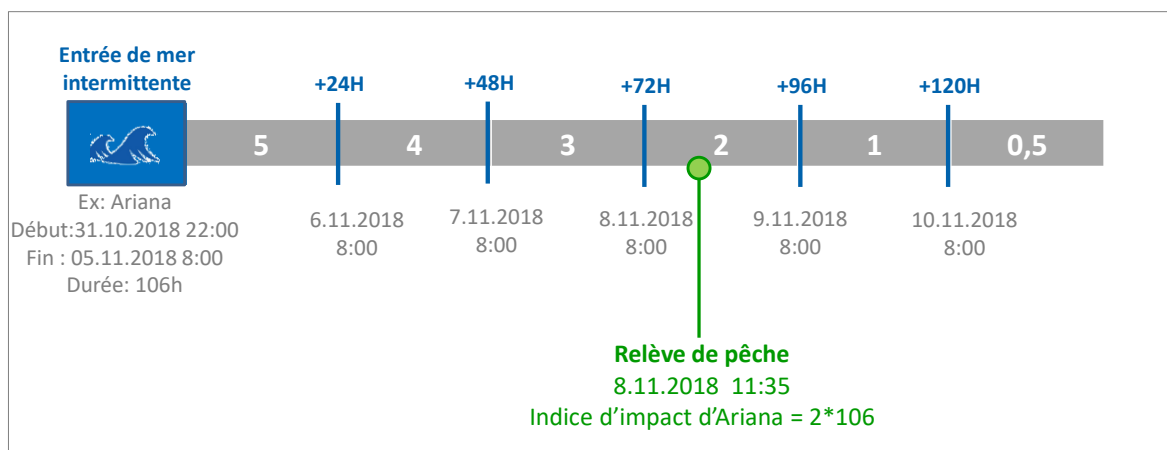 Entrée de mer
intermittente
+24H
+48H
+72H
+96H
+120H
5
4
3
2
1
0,5
Ex: Ariana
Début:31.10.2018 22:00
Fin : 05.11.2018 8:00
Durée: 106h
6.11.2018
8:00
7.11.2018
8:00
8.11.2018
8:00
9.11.2018
8:00
10.11.2018
8:00
Relève de pêche
8.11.2018  11:35
Indice d'impact d'Ariana = 2*106